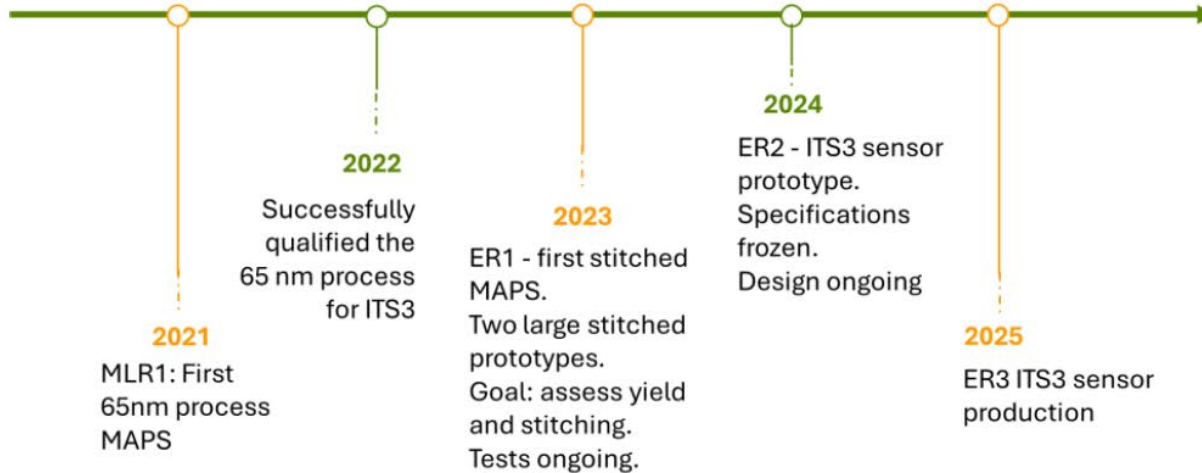 2021
MLR1: First
65nm process
MAPS
2022
Successfully
qualified the
65 nm process
for ITS3
2023
ER1 - first stitched
MAPS.
Two large stitched
prototypes.
Goal: assess yield
and stitching.
Tests ongoing.
2024
ER2 - ITS3 sensor
prototype.
Specifications
frozen.
Design ongoing
2025
ER3 ITS3 sensor
production